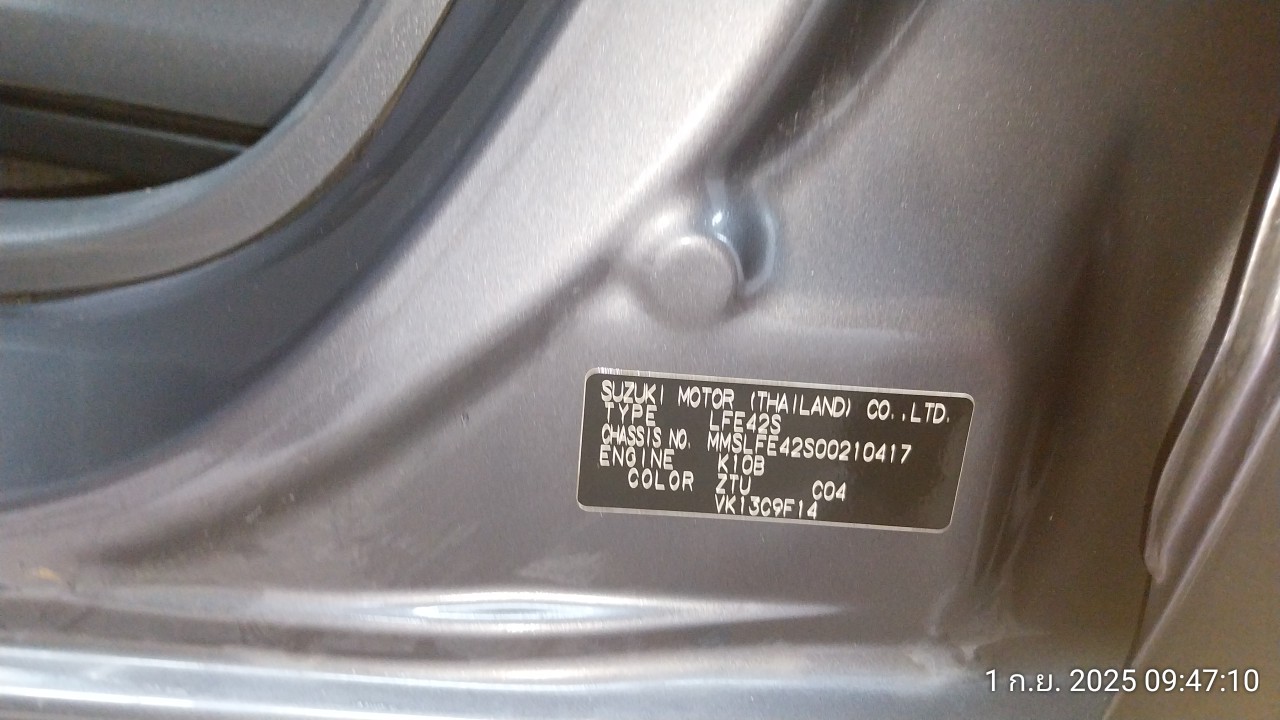 SUZUKI MOTOR (THAILAND) CO.,LTD.
TYPE LFE42S
CHASSIS NO. MMSLFE42S00210417
ENGINE K10B
COLOR ZTU C04
VK13C9F14
1 ก.ย. 2025 09:47:10